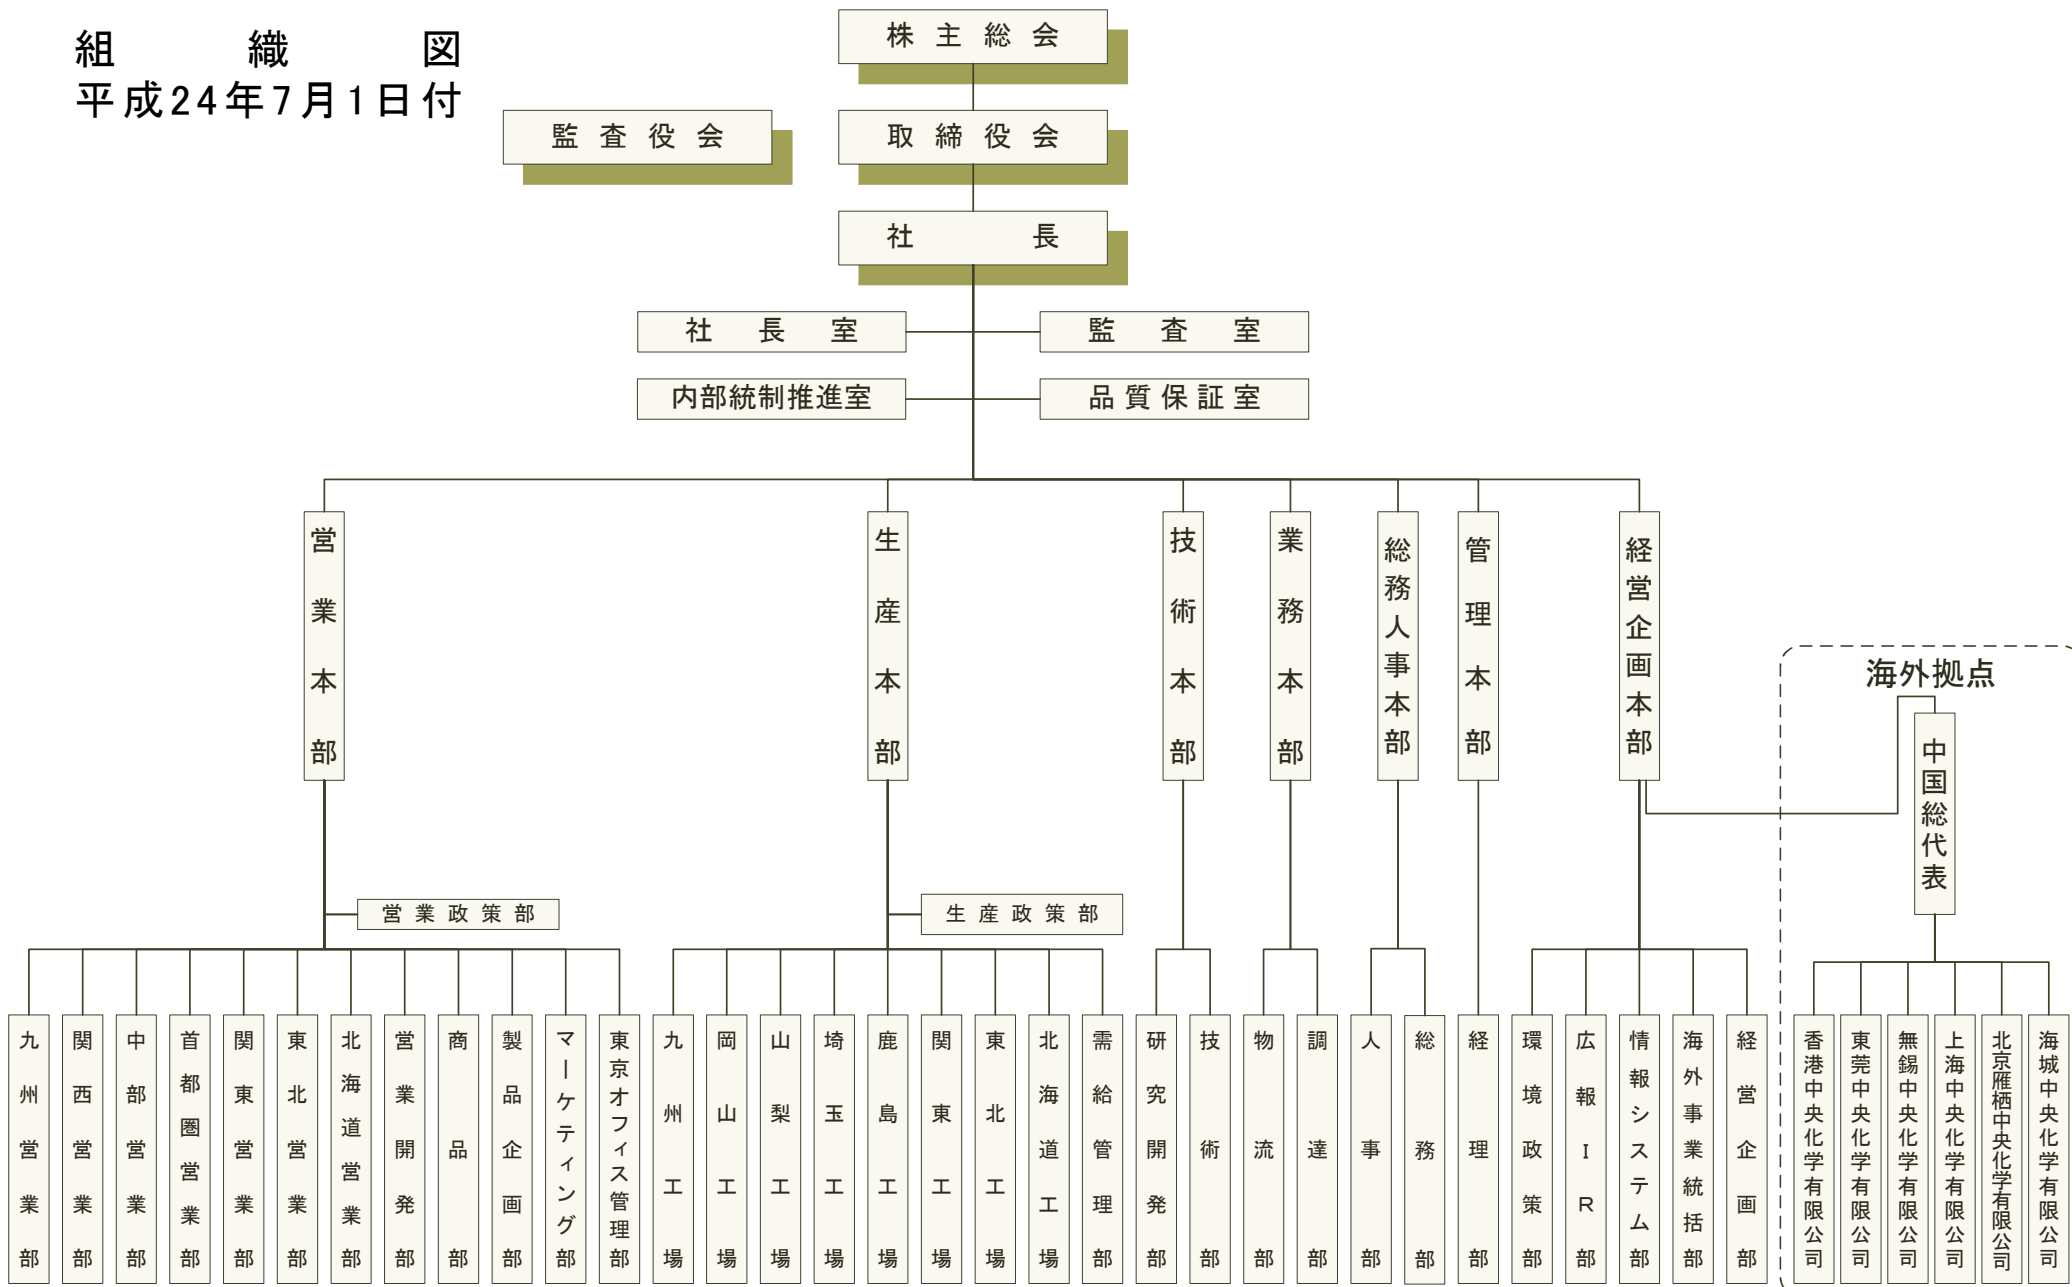 組織図
平成24年7月1日付
株主総会
監査役会
取締役会
社長
社長室
監査室
内部統制推進室
品質保証室
営業本部
生産本部
技術本部
業務本部
総務人事本部
管理本部
経営企画本部
海外拠点
中国総代表
営業政策部
生産政策部
九州営業部
関西営業部
中部営業部
首都圏営業部
関東営業部
東北営業部
北海道営業部
営業開発部
商品部
製品企画部
マーケティング部
東京オフィス管理部
九州工場
岡山工場
山梨工場
埼玉工場
鹿島工場
関東工場
東北工場
北海道工場
需給管理部
研究開発部
技術部
物流部
調達部
人事部
総務部
経理部
環境政策部
広報IR部
情報システム部
海外事業統括部
経営企画部
香港中央化学有限公司
東莞中央化学有限公司
無錫中央化学有限公司
上海中央化学有限公司
北京雁栖中央化学有限公司
海城中央化学有限公司